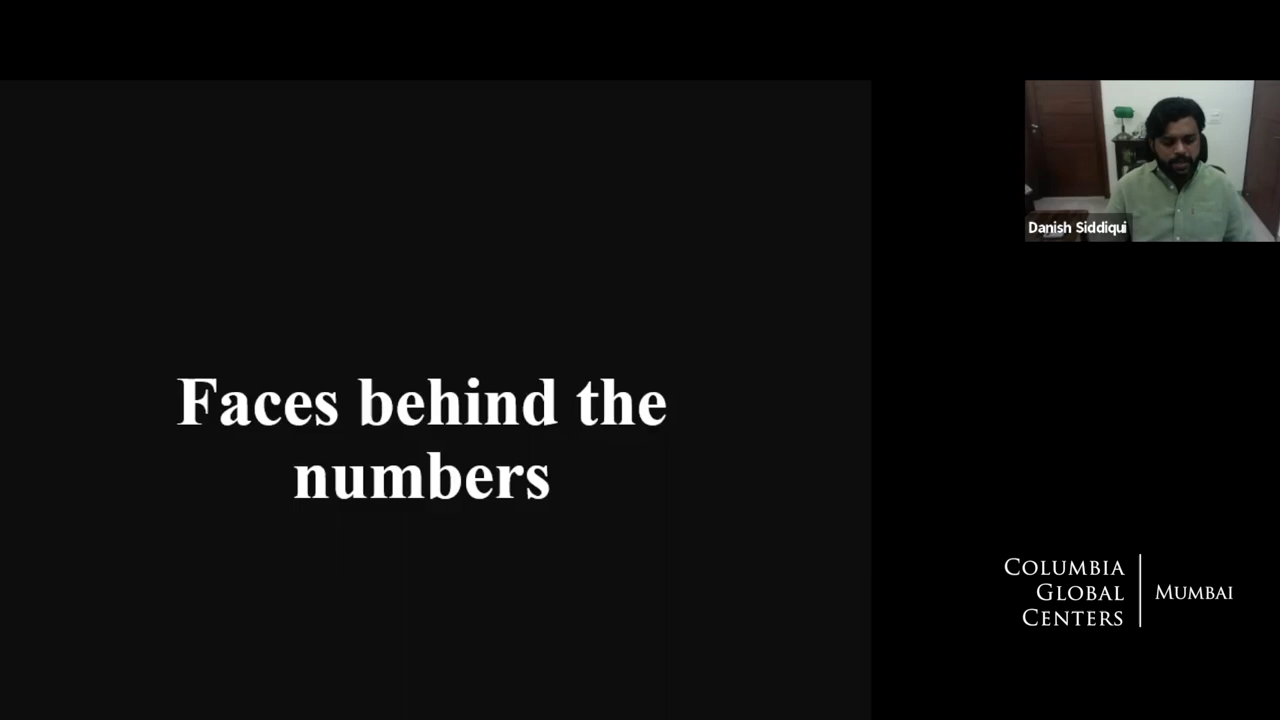 Faces behind the
numbers
Danish Siddiqui
COLUMBIA
GLOBAL
CENTERS
MUMBAI